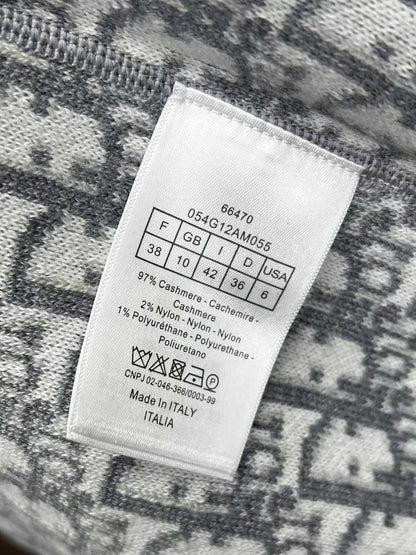 66470
054G12AM055
F GB I D USA
38 10 42 36 6
97% Cashmere - Cachemire -
Cashmere
2% Nylon - Nylon - Nylon
1% Polyuréthane - Polyurethane -
Poliuretano
CNPJ 02-046-366/0003-99
Made In ITALY
ITALIA